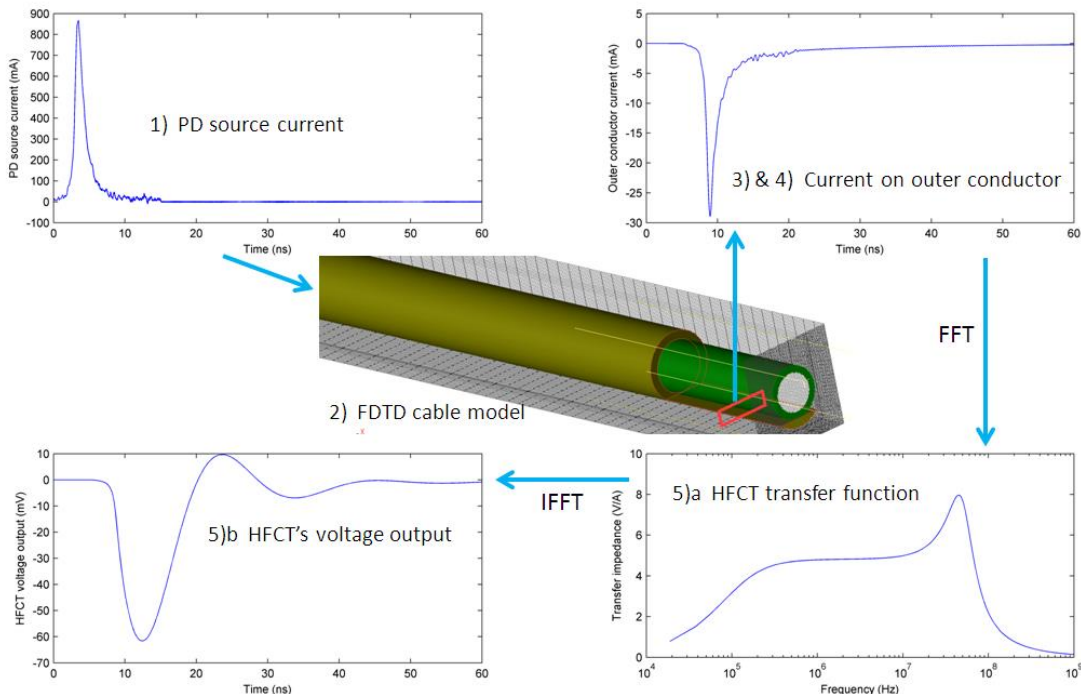 900
800
700
600
500
400
300
200
100
0
-100
PD source current (mA)
1) PD source current
0 10 20 30 40 50 60
Time (ns)
5
0
-5
-10
-15
-20
-25
-30
Outer conductor current (mA)
3) & 4) Current on outer conductor
0 10 20 30 40 50 60
Time (ns)
2) FDTD cable model
x
FFT
10
0
-10
-20
-30
-40
-50
-60
-70
HFCT voltage output (mV)
5)b HFCT's voltage output
0 10 20 30 40 50 60
Time (ns)
IFFT
10
8
6
4
2
0
Transfer impedance (V/A)
5)a HFCT transfer function
10⁴ 10⁵ 10⁶ 10⁷ 10⁸ 10⁹
Frequency (Hz)